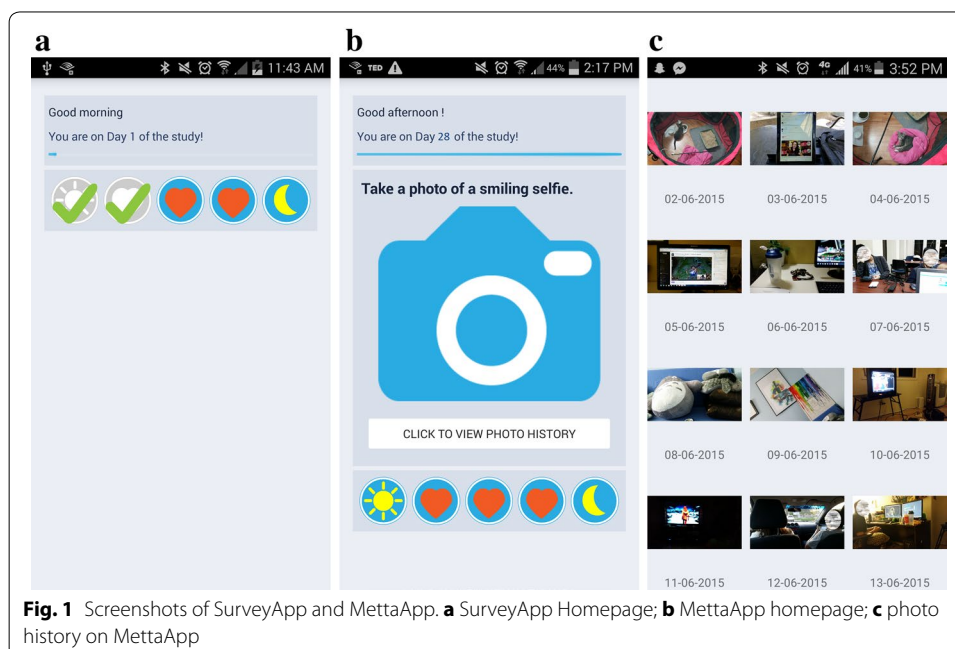 a
11:43 AM
Good morning
You are on Day 1 of the study!
b
TED 44% 2:17 PM
Good afternoon !
You are on Day 28 of the study!
Take a photo of a smiling selfie.
CLICK TO VIEW PHOTO HISTORY
c
4G 41% 3:52 PM
02-06-2015 03-06-2015 04-06-2015
05-06-2015 06-06-2015 07-06-2015
08-06-2015 09-06-2015 10-06-2015
11-06-2015 12-06-2015 13-06-2015
Fig. 1 Screenshots of SurveyApp and MettaApp. a SurveyApp Homepage; b MettaApp homepage; c photo
history on MettaApp